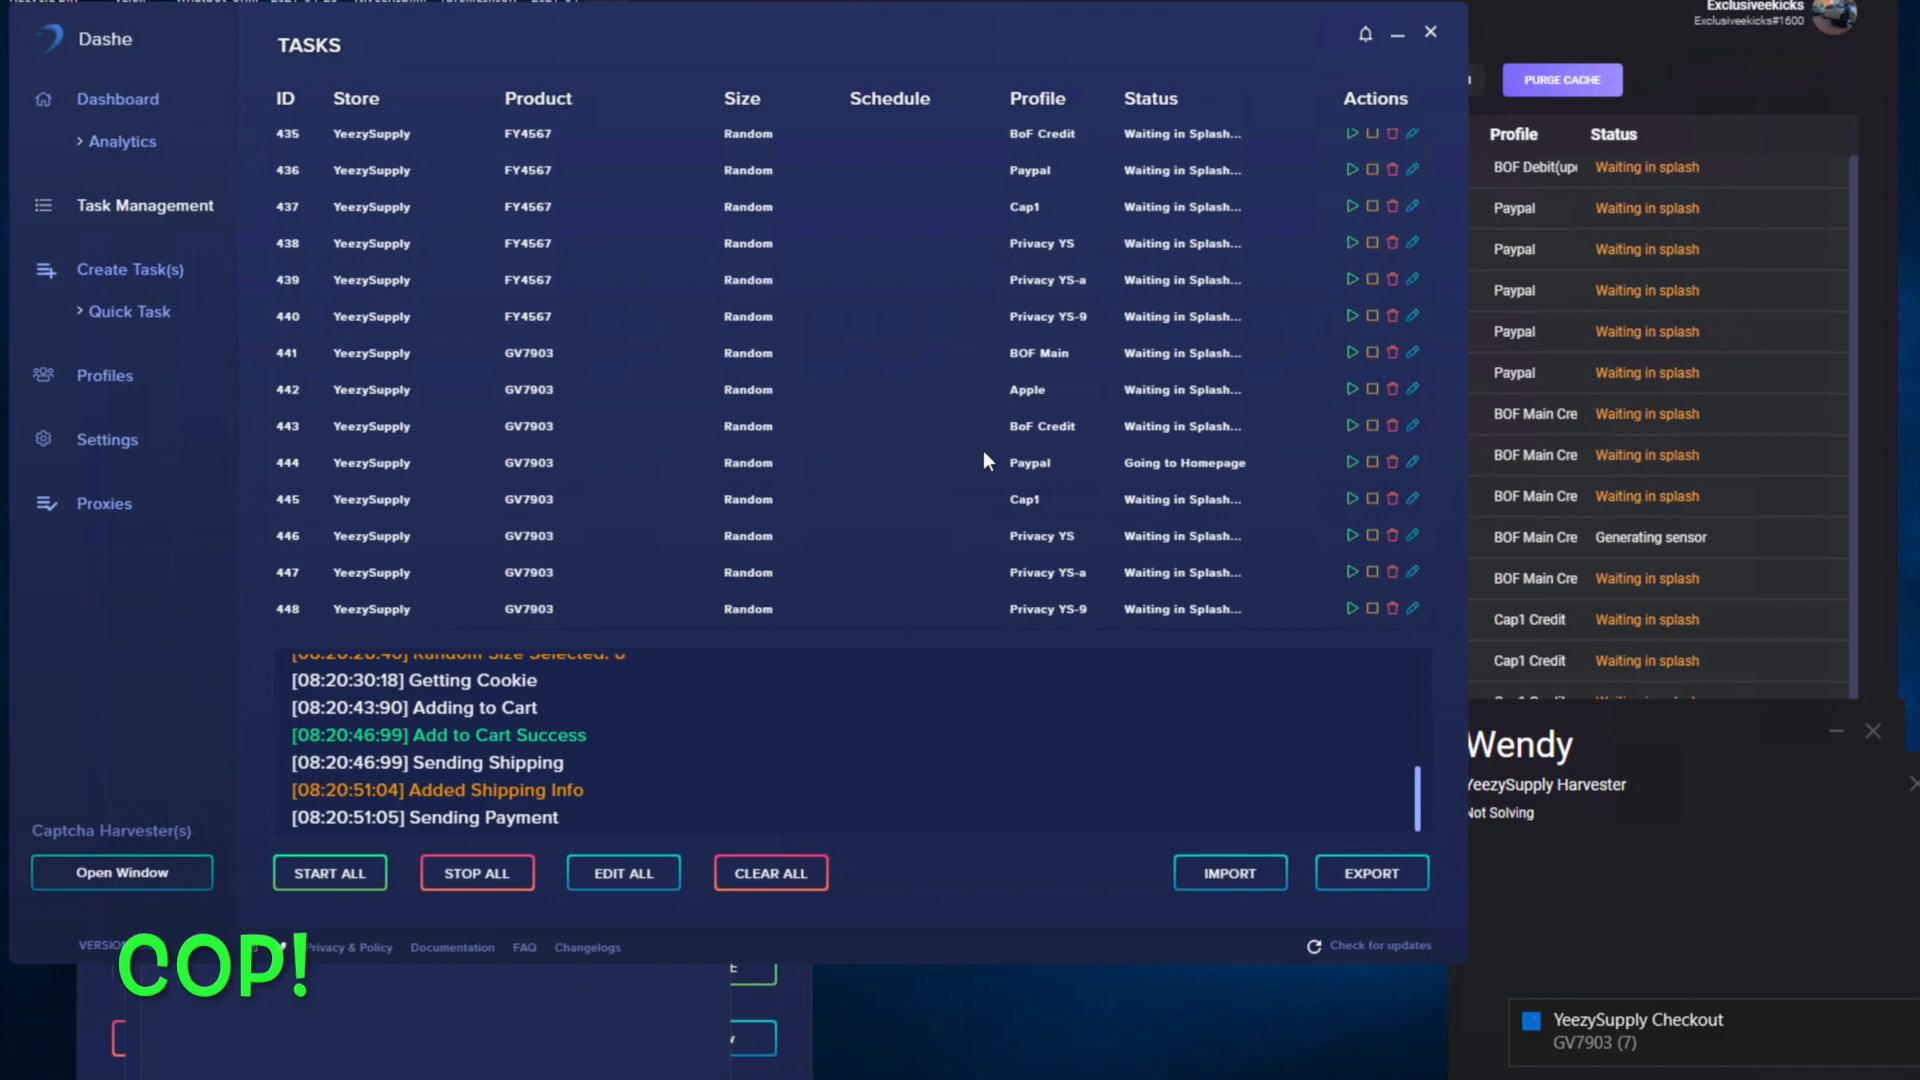 Exclusiveekicks
Exclusiveekicks#1600
Dashe
TASKS
PURGE CACHE
Dashboard
> Analytics
Task Management
Create Task(s)
> Quick Task
Profiles
Settings
Proxies
ID Store Product Size Schedule Profile Status Actions
435 YeezySupply FY4567 Random BoF Credit Waiting in Splash...
436 YeezySupply FY4567 Random Paypal Waiting in Splash...
437 YeezySupply FY4567 Random Cap1 Waiting in Splash...
438 YeezySupply FY4567 Random Privacy YS Waiting in Splash...
439 YeezySupply FY4567 Random Privacy YS-a Waiting in Splash...
440 YeezySupply FY4567 Random Privacy YS-9 Waiting in Splash...
441 YeezySupply GV7903 Random BOF Main Waiting in Splash...
442 YeezySupply GV7903 Random Apple Waiting in Splash...
443 YeezySupply GV7903 Random BoF Credit Waiting in Splash...
444 YeezySupply GV7903 Random Paypal Going to Homepage
445 YeezySupply GV7903 Random Cap1 Waiting in Splash...
446 YeezySupply GV7903 Random Privacy YS Waiting in Splash...
447 YeezySupply GV7903 Random Privacy YS-a Waiting in Splash...
448 YeezySupply GV7903 Random Privacy YS-9 Waiting in Splash...
Profile Status
BOF Debit(up Waiting in splash
Paypal Waiting in splash
Paypal Waiting in splash
Paypal Waiting in splash
Paypal Waiting in splash
Paypal Waiting in splash
BOF Main Cre Waiting in splash
BOF Main Cre Waiting in splash
BOF Main Cre Waiting in splash
BOF Main Cre Generating sensor
BOF Main Cre Waiting in splash
Cap1 Credit Waiting in splash
Cap1 Credit Waiting in splash
Random Size Selected:
[08:20:30:18] Getting Cookie
[08:20:43:90] Adding to Cart
[08:20:46:99] Add to Cart Success
[08:20:46:99] Sending Shipping
[08:20:51:04] Added Shipping Info
[08:20:51:05] Sending Payment
Captcha Harvester(s)
Open Window
START ALL STOP ALL EDIT ALL CLEAR ALL IMPORT EXPORT
VERSION Privacy & Policy Documentation FAQ Changelogs Check for updates
COP!
Wendy
YeezySupply Harvester
Not Solving
YeezySupply Checkout
GV7903 (7)